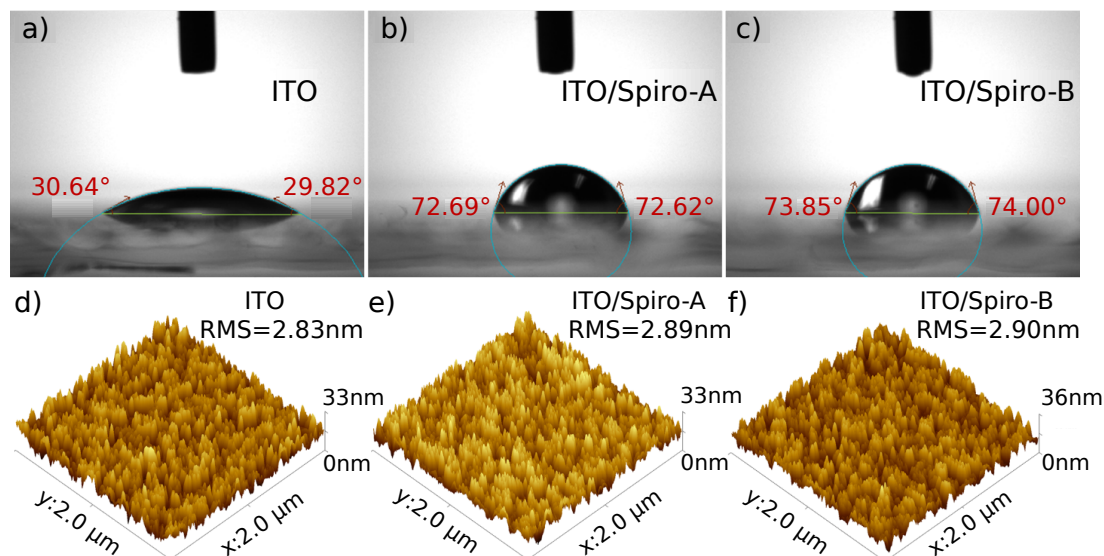 a)
ITO
30.64°
29.82°
b)
ITO/Spiro-A
72.69°
72.62°
c)
ITO/Spiro-B
73.85°
74.00°
d)
ITO
RMS=2.83nm
33nm
0nm
y:2.0 μm
x:2.0 μm
e)
ITO/Spiro-A
RMS=2.89nm
33nm
0nm
y:2.0 μm
x:2.0 μm
f)
ITO/Spiro-B
RMS=2.90nm
36nm
0nm
y:2.0 μm
x:2.0 μm